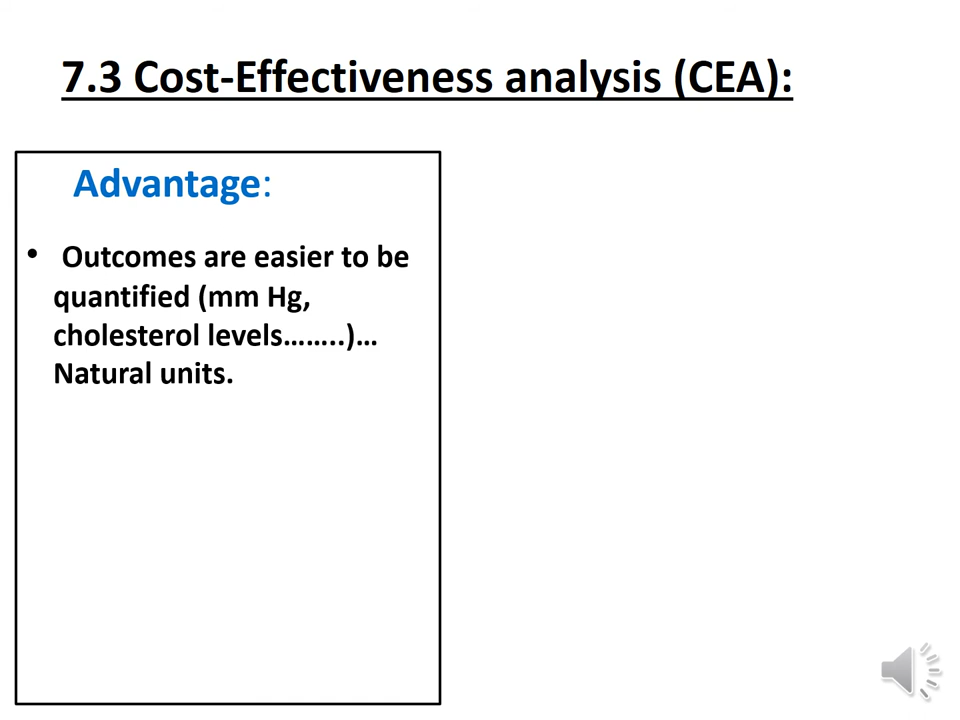 7.3 Cost-Effectiveness analysis (CEA):
Advantage:
• Outcomes are easier to be
quantified (mm Hg,
cholesterol levels……..)…
Natural units.